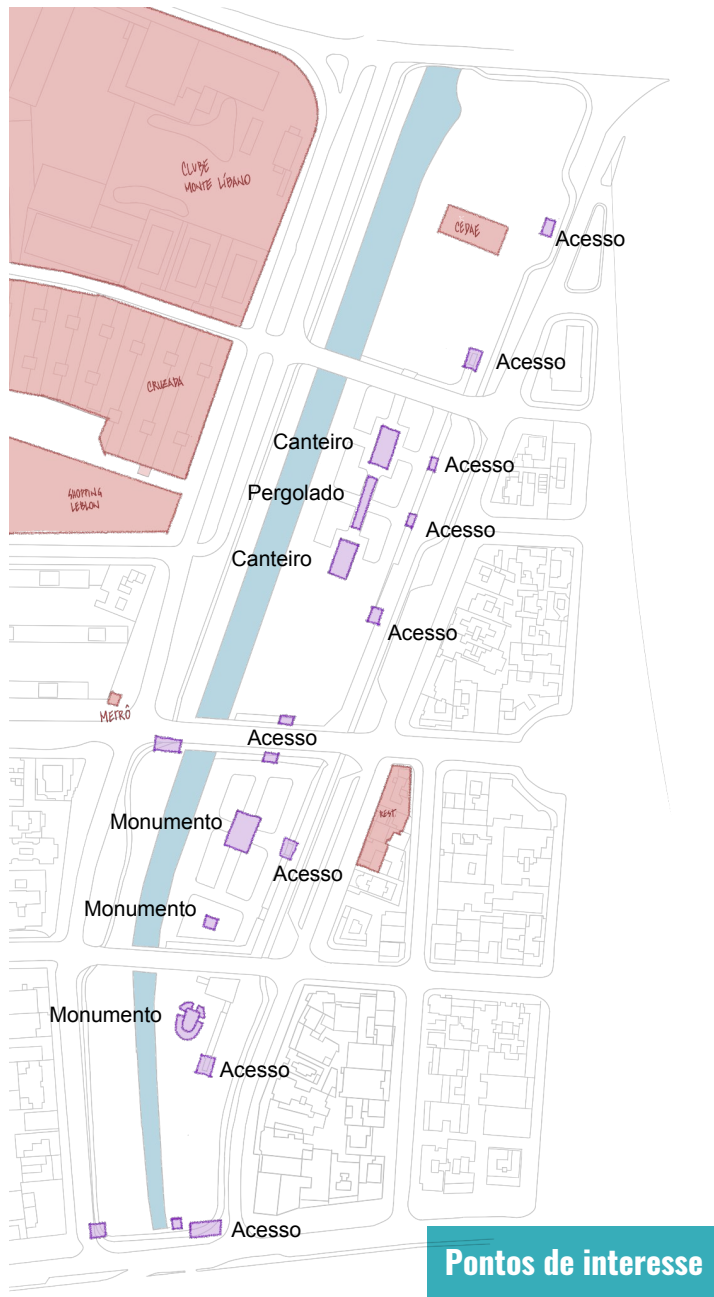 CLUBE
MONTE LÍBANO
CEDAE
Acesso
Acesso
CRUZADA
Canteiro
Acesso
Pergolado
SHOPPING
LEBLON
Acesso
Canteiro
Acesso
METRÔ
Acesso
Monumento
REST.
Acesso
Monumento
Monumento
Acesso
Acesso
Pontos de interesse